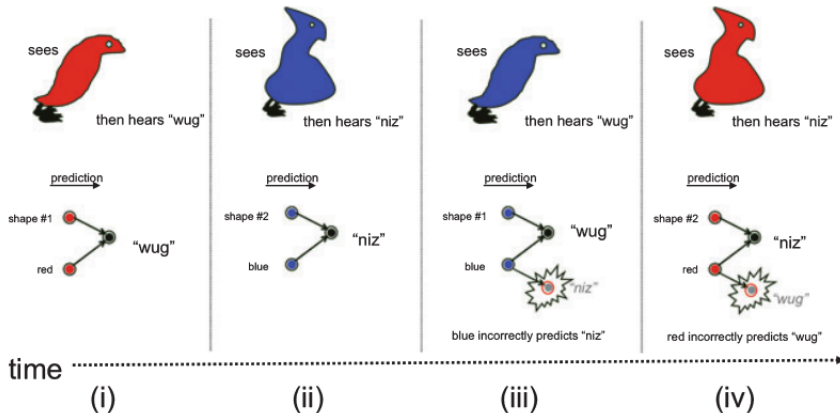 sees
then hears "wug"
sees
then hears "niz"
sees
then hears "wug"
sees
then hears "niz"
prediction
shape #1
"wug"
red
prediction
shape #2
"niz"
blue
prediction
shape #1
"wug"
blue
"niz"
blue incorrectly predicts "niz"
prediction
shape #2
"niz"
red
"wug"
red incorrectly predicts "wug"
time
(i)
(ii)
(iii)
(iv)